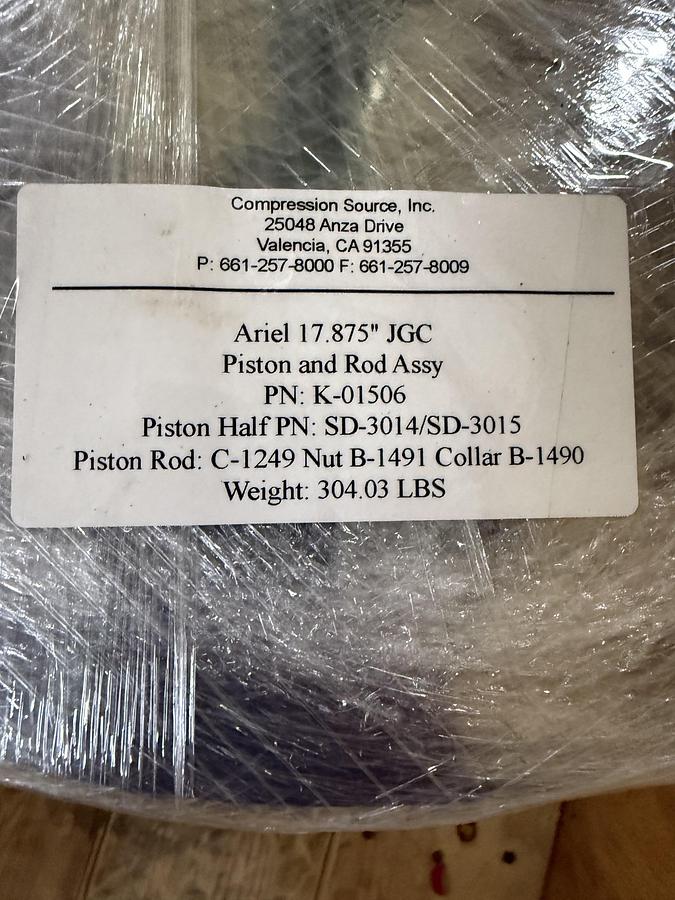 Compression Source, Inc.
25048 Anza Drive
Valencia, CA 91355
P: 661-257-8000 F: 661-257-8009
Ariel 17.875" JGC
Piston and Rod Assy
PN: K-01506
Piston Half PN: SD-3014/SD-3015
Piston Rod: C-1249 Nut B-1491 Collar B-1490
Weight: 304.03 LBS